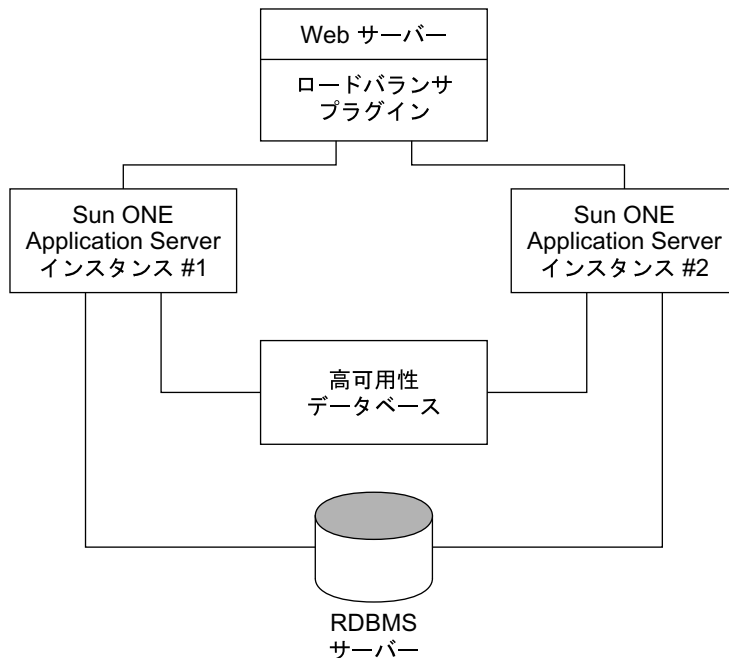 Web サーバー
ロードバランサ
プラグイン
Sun ONE
Application Server
インスタンス #1
Sun ONE
Application Server
インスタンス #2
高可用性
データベース
RDBMS
サーバー